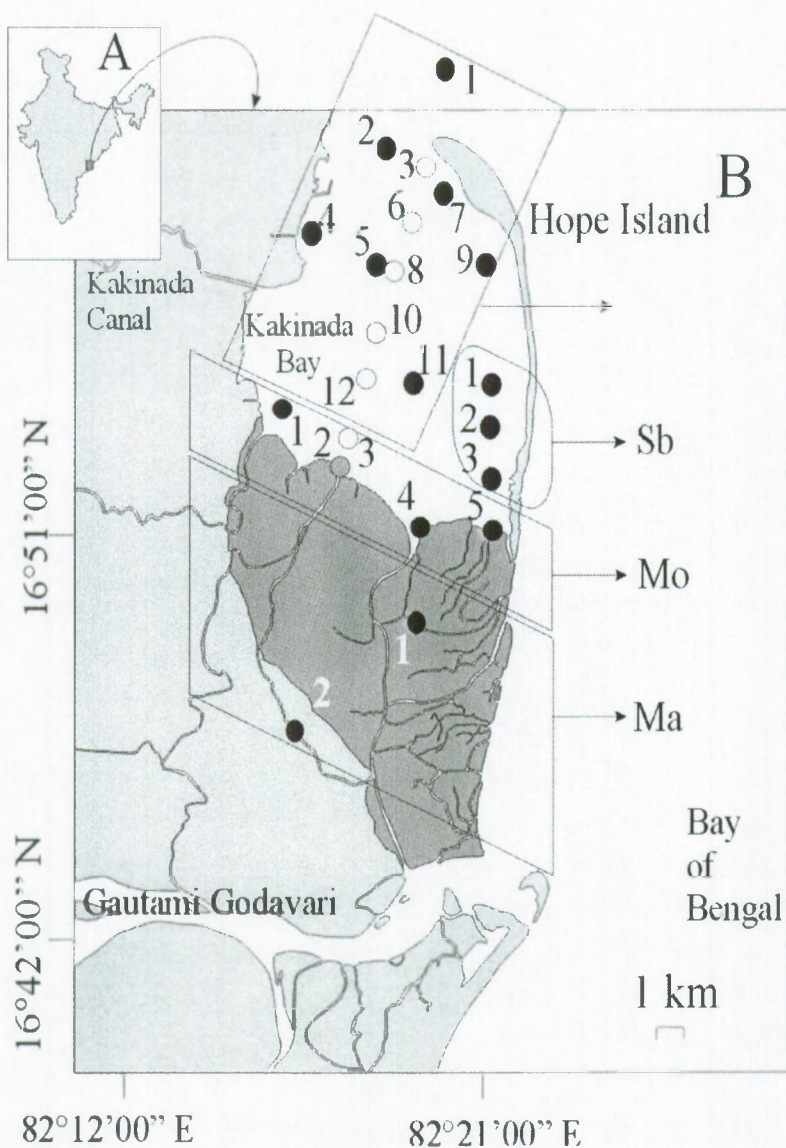 A
B
1
2
3
4
5
6
7
8
9
10
11
12
Hope Island
Kakinada
Canal
Kakinada
Bay
1
2
3
Sb
1
2
3
4
5
Mo
1
2
Ma
16°51’00” N
16°42’00” N
Gautami Godavari
Bay
of
Bengal
1 km
82°12’00” E
82°21’00” E